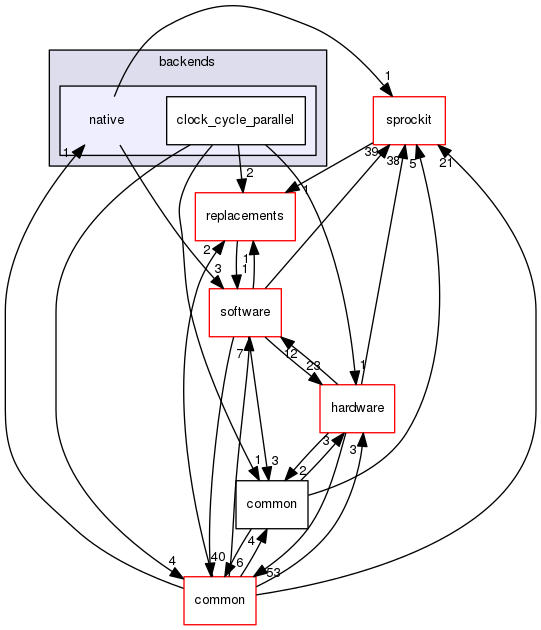 backends
1
native
clock_cycle_parallel
sprockit
1
39
38
5
21
2
1
replacements
2
3
1
1
software
7
12
23
1
hardware
3
3
1
3
2
common
4
40
6
4
53
common